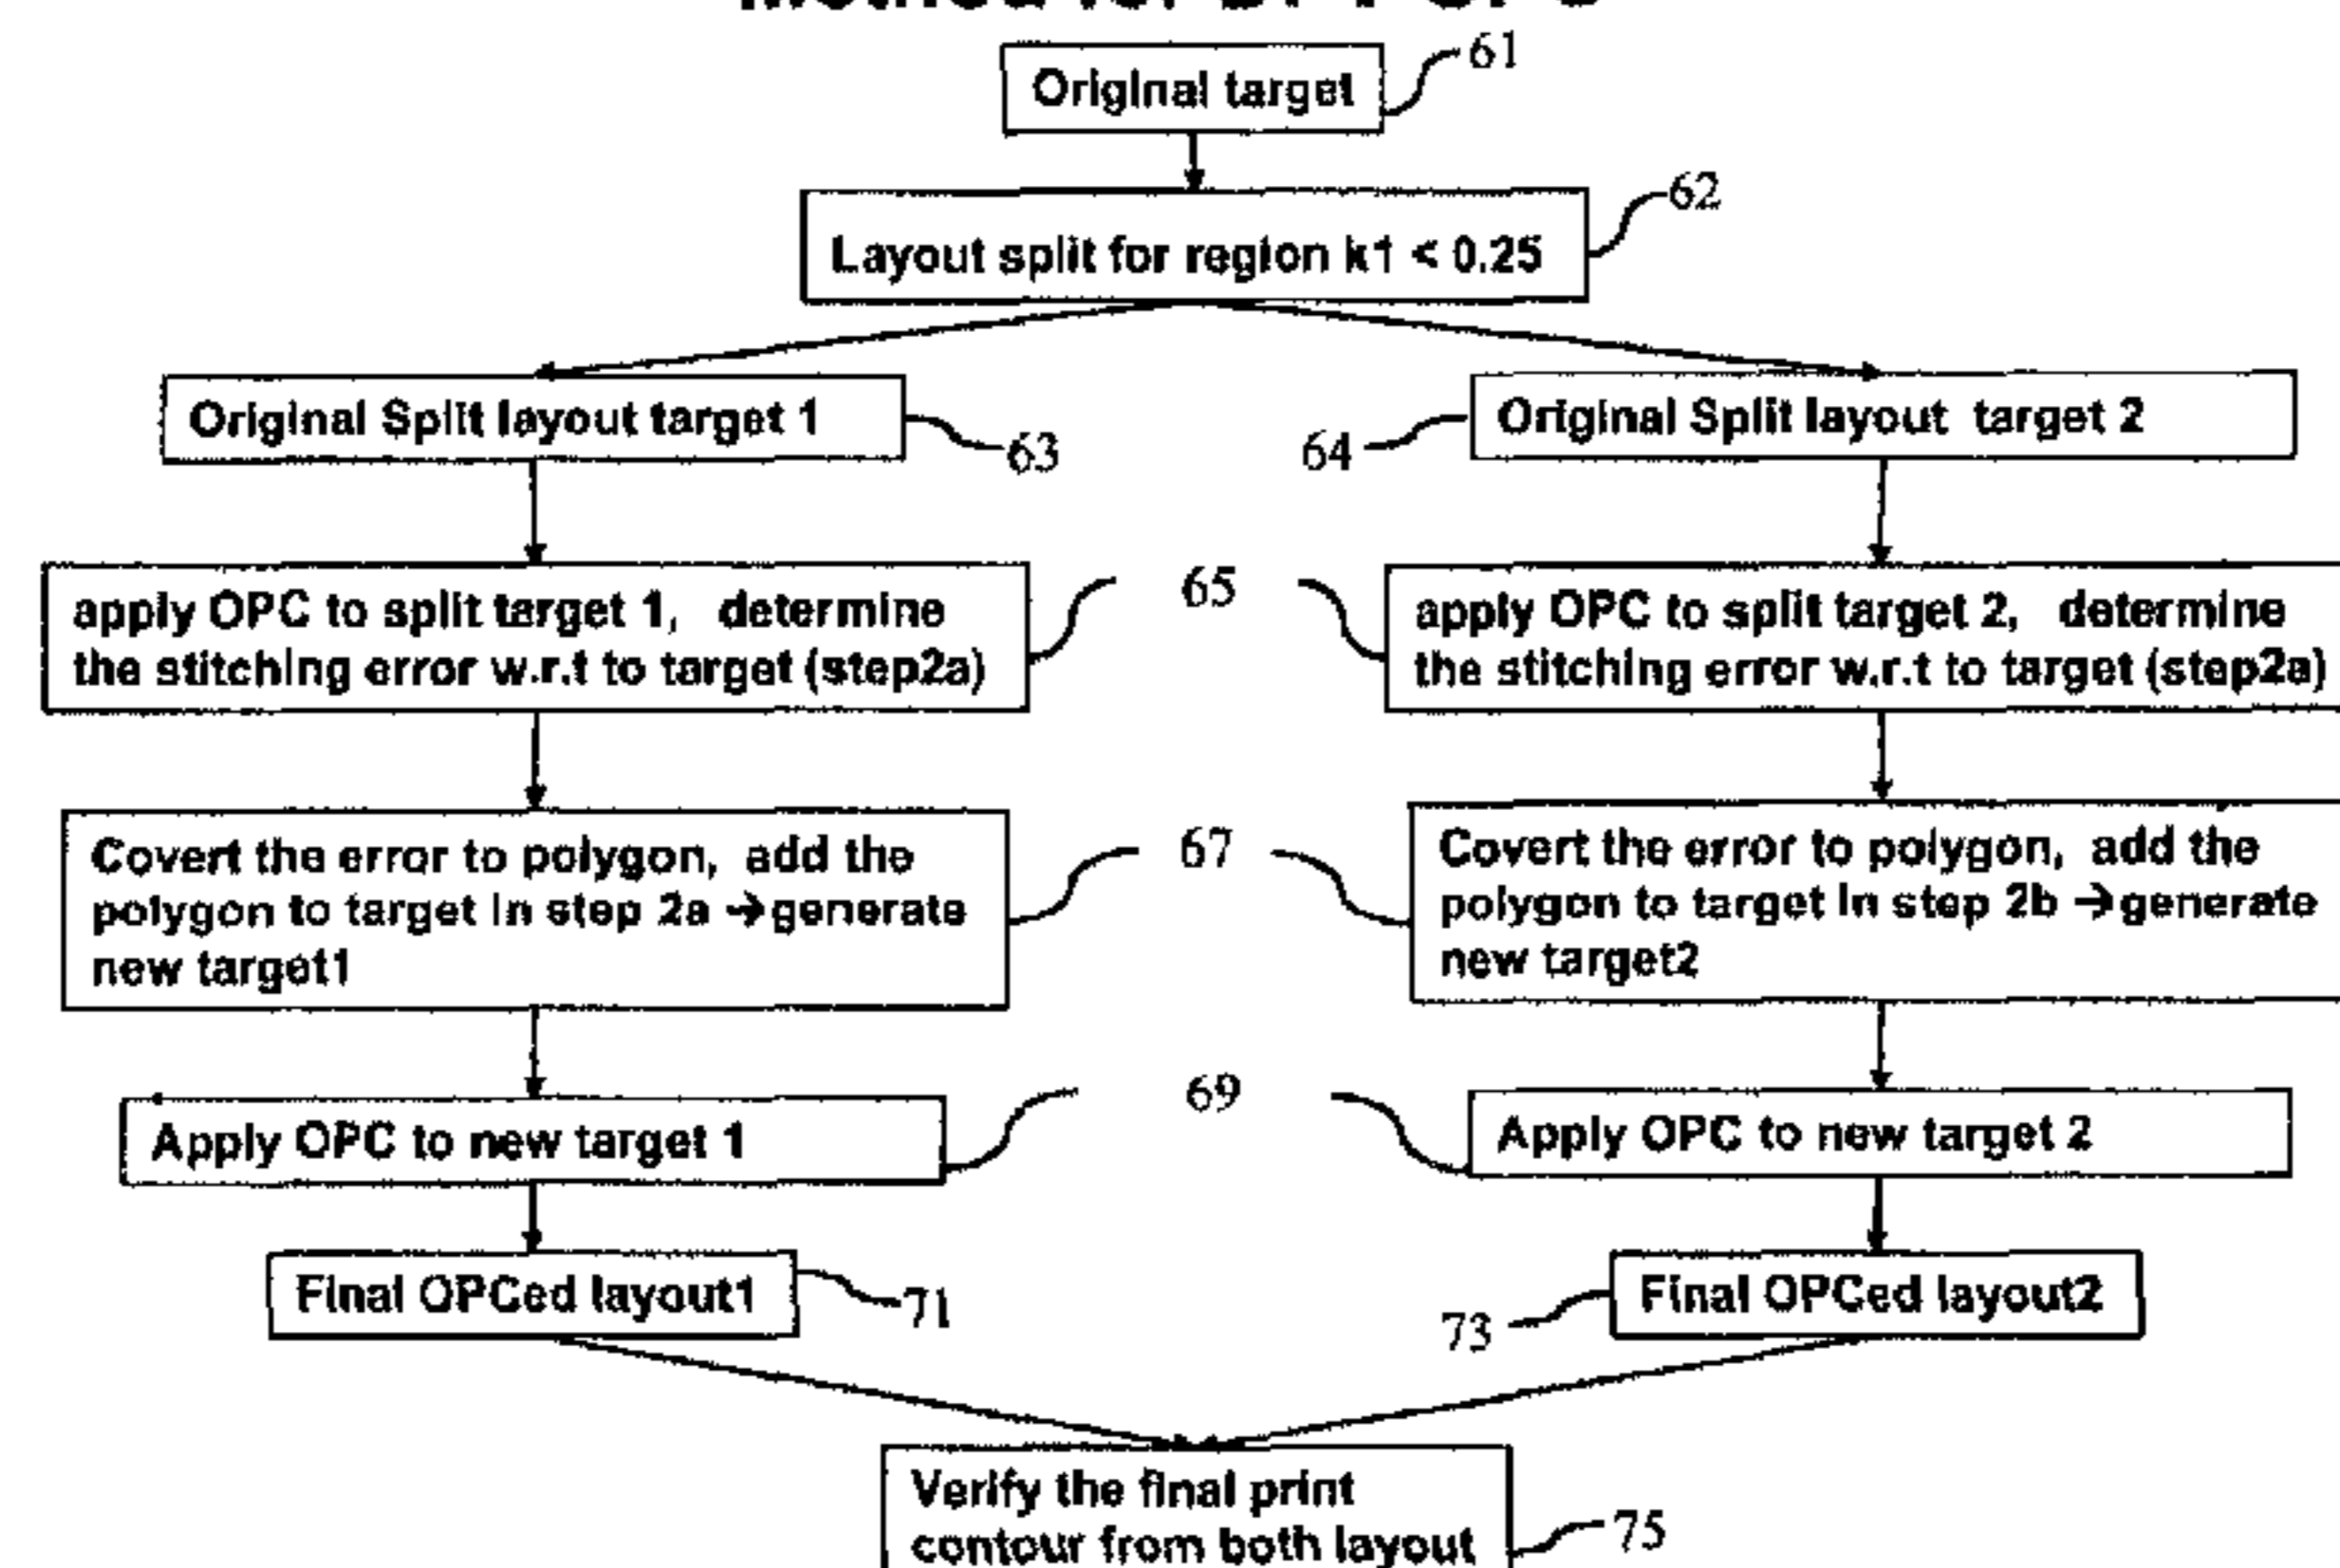 Original target
61
Layout split for region k1 < 0.25
62
Original Split layout target 1
63
64
Original Split layout target 2
apply OPC to split target 1, determine
the stitching error w.r.t to target (step2a)
65
apply OPC to split target 2, determine
the stitching error w.r.t to target (step2a)
Covert the error to polygon, add the
polygon to target in step 2a →generate
new target1
67
Covert the error to polygon, add the
polygon to target in step 2b →generate
new target2
Apply OPC to new target 1
69
Apply OPC to new target 2
Final OPCed layout1
71
73
Final OPCed layout2
Verify the final print
contour from both layout
75